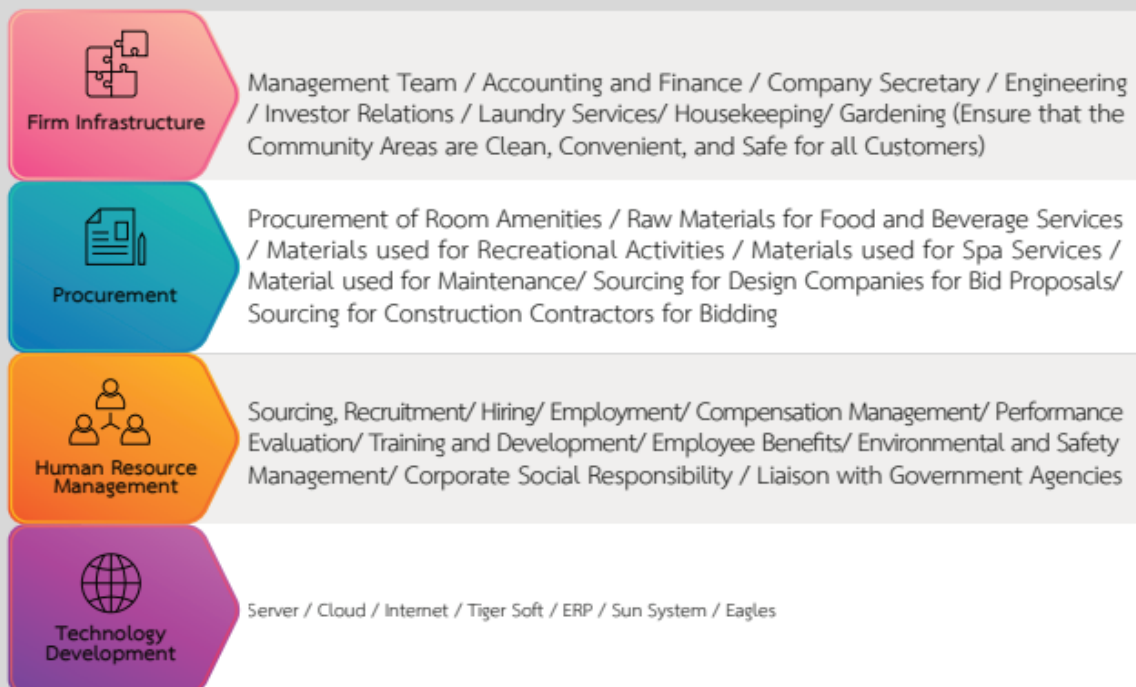 Firm Infrastructure
Management Team / Accounting and Finance / Company Secretary / Engineering
/ Investor Relations / Laundry Services/ Housekeeping/ Gardening (Ensure that the
Community Areas are Clean, Convenient, and Safe for all Customers)
Procurement
Procurement of Room Amenities / Raw Materials for Food and Beverage Services
/ Materials used for Recreational Activities / Materials used for Spa Services /
Material used for Maintenance/ Sourcing for Design Companies for Bid Proposals/
Sourcing for Construction Contractors for Bidding
Human Resource
Management
Sourcing, Recruitment/ Hiring/ Employment/ Compensation Management/ Performance
Evaluation/ Training and Development/ Employee Benefits/ Environmental and Safety
Management/ Corporate Social Responsibility / Liaison with Government Agencies
Technology
Development
Server / Cloud / Internet / Tiger Soft / ERP / Sun System / Eagles